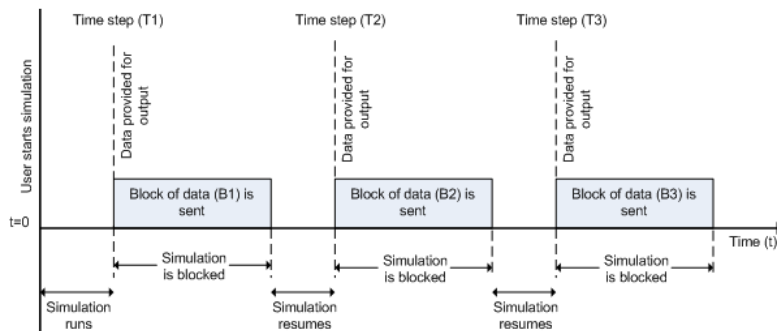 Time step (T1)
Time step (T2)
Time step (T3)
User starts simulation
Data provided for
output
Data provided for
output
Data provided for
output
Block of data (B1) is
sent
Block of data (B2) is
sent
Block of data (B3) is
sent
t=0
Time (t)
Simulation
is blocked
Simulation
is blocked
Simulation
is blocked
Simulation
runs
Simulation
resumes
Simulation
resumes